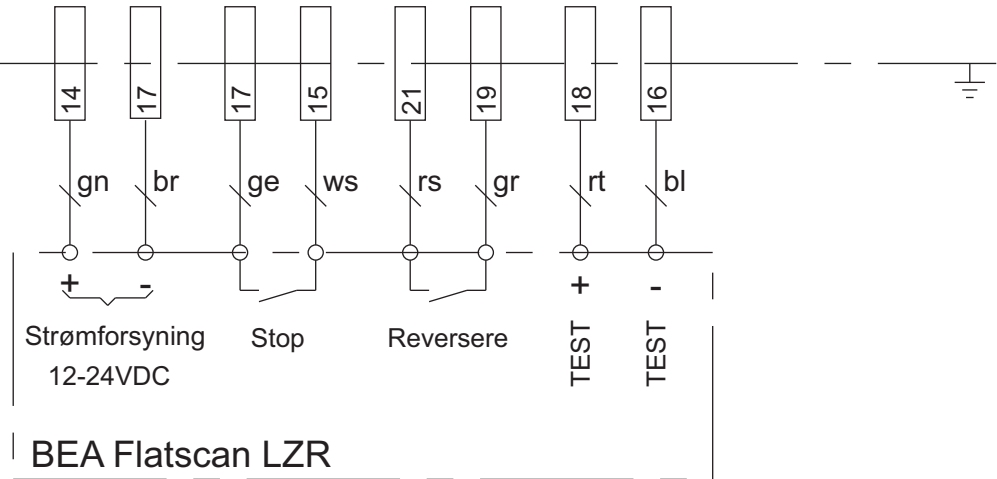 14 17 17 15 21 19 18 16
gn br ge ws rs gr rt bl
+ - + -
Strømforsyning Stop Reversere TEST TEST
12-24VDC
BEA Flatscan LZR